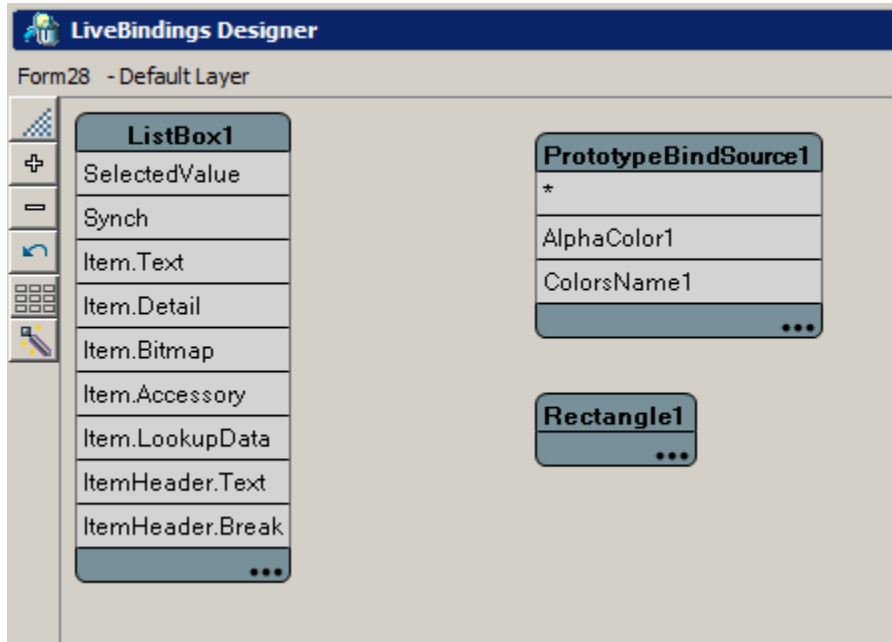 LiveBindings Designer
Form28 - Default Layer
ListBox1
SelectedValue
Synch
Item.Text
Item.Detail
Item.Bitmap
Item.Accessory
Item.LookupData
ItemHeader.Text
ItemHeader.Break
PrototypeBindSource1
*
AlphaColor1
ColorsName1
Rectangle1